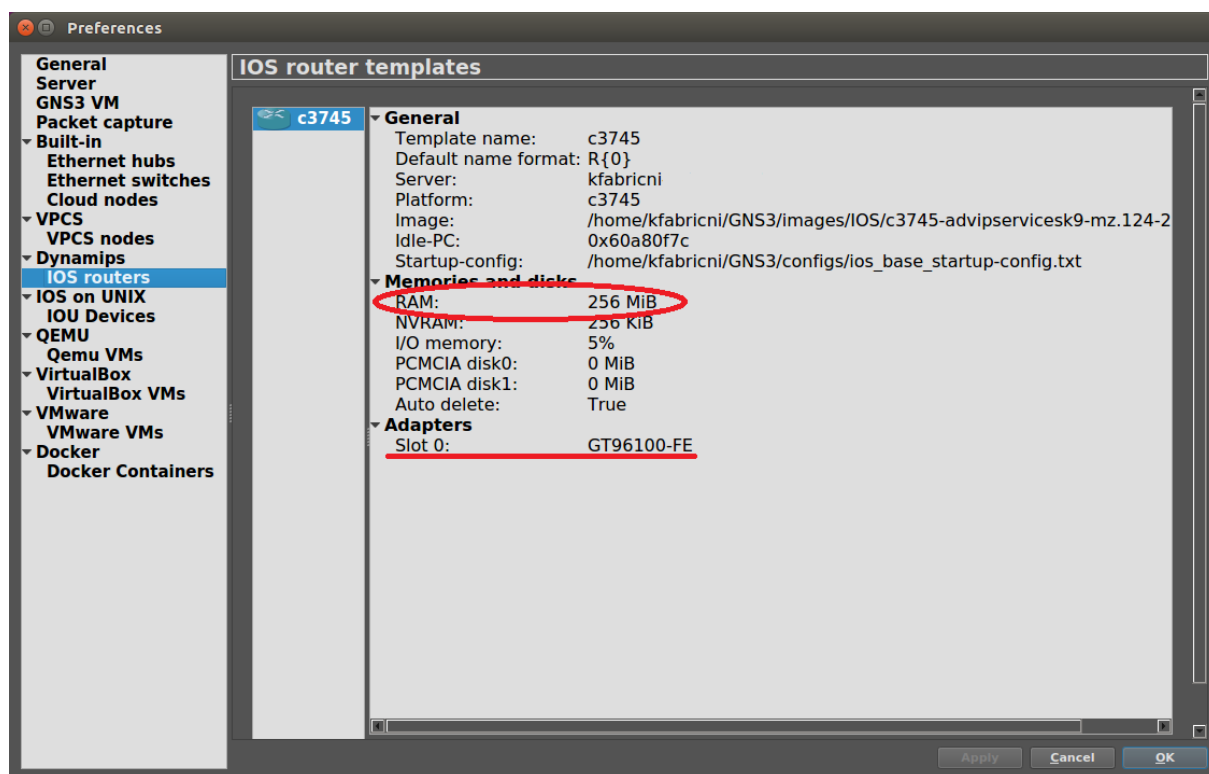 Preferences
General
Server
GNS3 VM
Packet capture
Built-in
Ethernet hubs
Ethernet switches
Cloud nodes
VPCS
VPCS nodes
Dynamips
IOS routers
IOS on UNIX
IOU Devices
QEMU
Qemu VMs
VirtualBox
VirtualBox VMs
VMware
VMware VMs
Docker
Docker Containers
IOS router templates
c3745
General
Template name: c3745
Default name format: R{0}
Server: kfabricni
Platform: c3745
Image: /home/kfabricni/GNS3/images/IOS/c3745-advipservicesk9-mz.124-2
Idle-PC: 0x60a80f7c
Startup-config: /home/kfabricni/GNS3/configs/ios_base_startup-config.txt
Memories and disks
RAM: 256 MiB
NVRAM: 256 KiB
I/O memory: 5%
PCMCIA disk0: 0 MiB
PCMCIA disk1: 0 MiB
Auto delete: True
Adapters
Slot 0: GT96100-FE
Apply Cancel OK